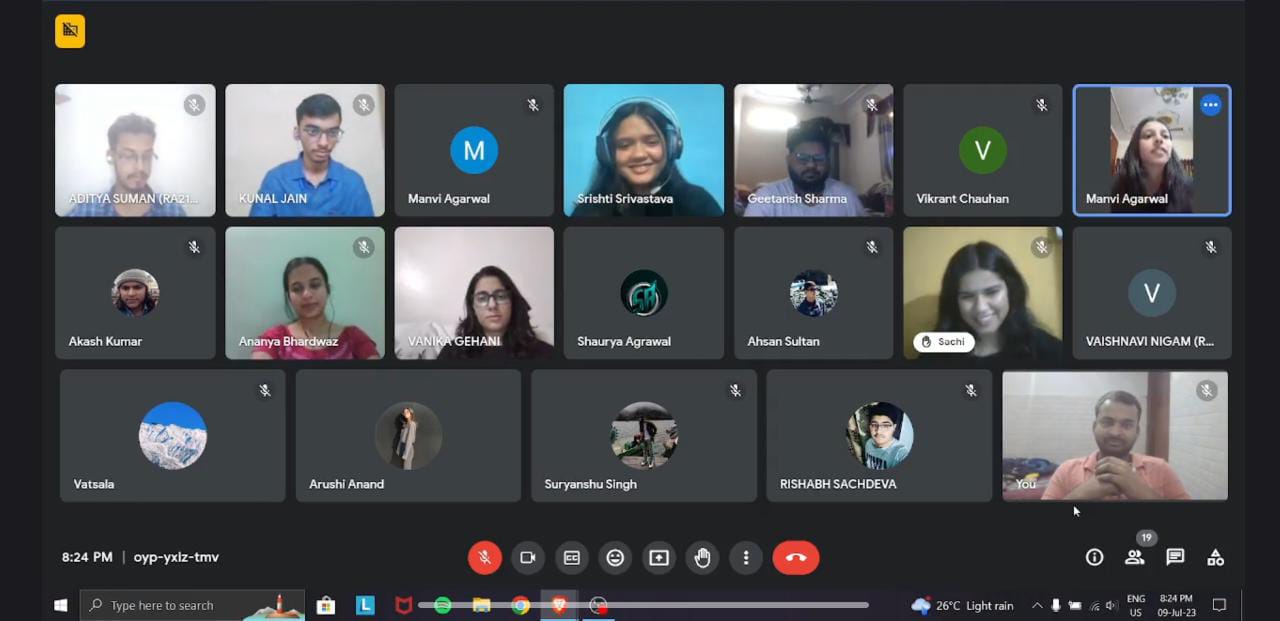 ADITYA SUMAN (RA21...
KUNAL JAIN
M
Manvi Agarwal
Srishti Srivastava
Geetansh Sharma
V
Vikrant Chauhan
Manvi Agarwal
Akash Kumar
Ananya Bhardwaz
VANIKA GEHANI
Shaurya Agrawal
Ahsan Sultan
Sachi
V
VAISHNAVI NIGAM (R...
Vatsala
Arushi Anand
Suryanshu Singh
RISHABH SACHDEVA
You
8:24 PM | oyp-yxiz-tmv
CC
19
Type here to search
L
26°C Light rain
ENG
US
8:24 PM
09-Jul-23